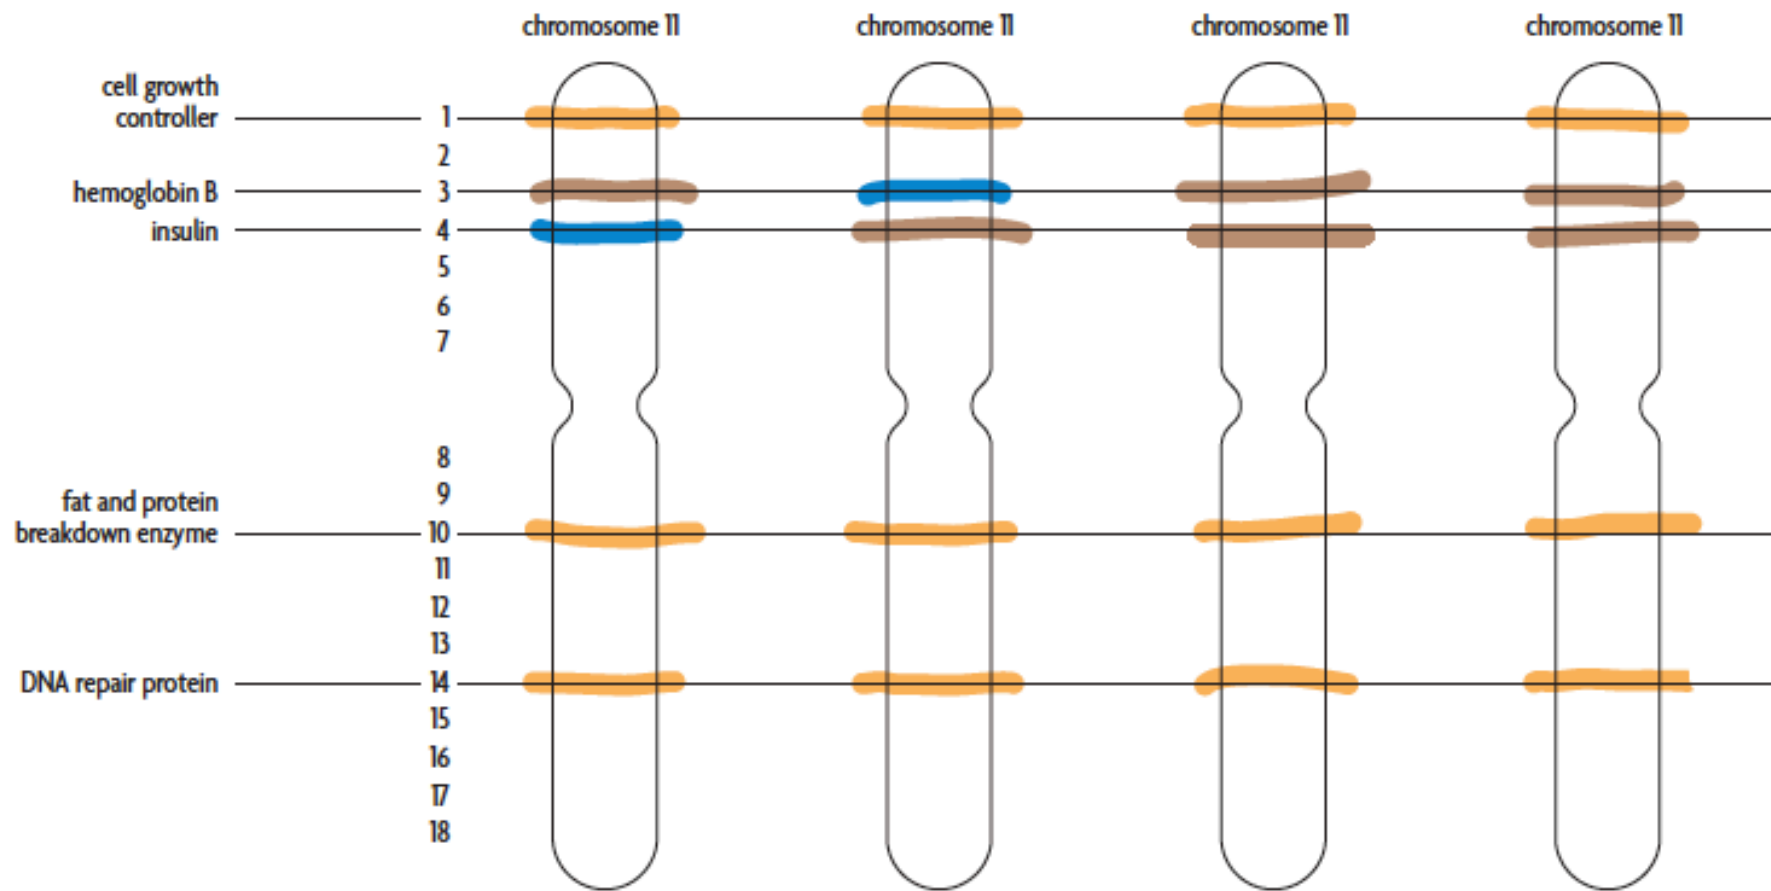 chromosome 11 chromosome 11 chromosome 11 chromosome 11
cell growth
controller 1
2
hemoglobin B 3
insulin 4
5
6
7
8
9
fat and protein
breakdown enzyme 10
11
12
13
DNA repair protein 14
15
16
17
18